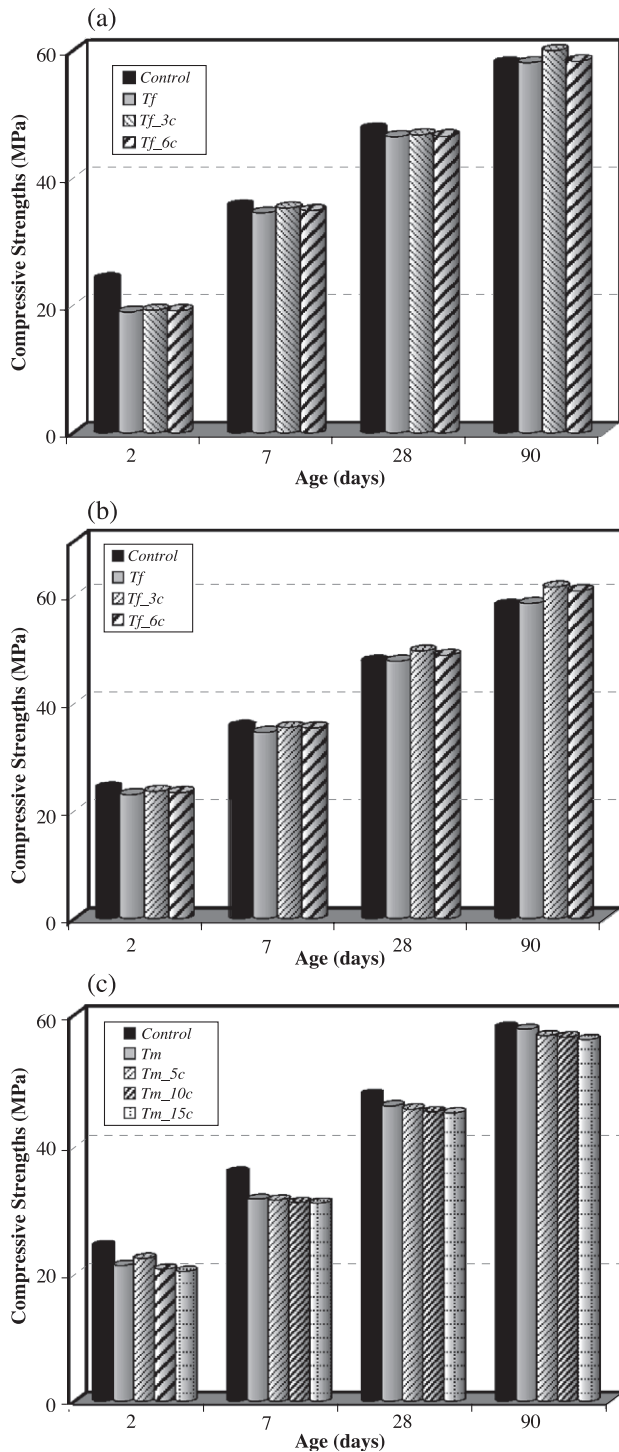 (a)
60
40
20
0
Compressive Strengths (MPa)
Control
Tf
Tf_3c
Tf_6c
2 7 28 90
Age (days)
(b)
60
40
20
0
Compressive Strengths (MPa)
Control
Tf
Tf_3c
Tf_6c
2 7 28 90
Age (days)
(c)
60
40
20
0
Compressive Strengths (MPa)
Control
Tm
Tm_5c
Tm_10c
Tm_15c
2 7 28 90
Age (days)